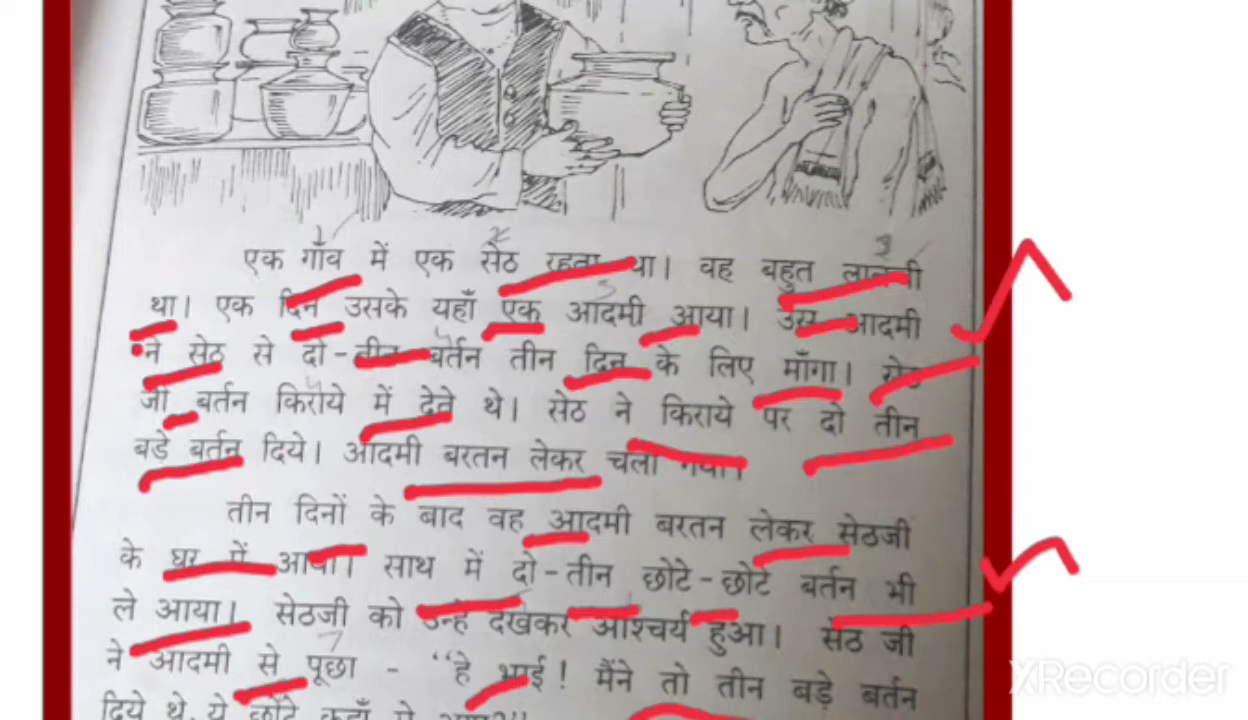 एक गाँव में एक सेठ रहता था। वह बहुत लालची
था। एक दिन उसके यहाँ एक आदमी आया। उस आदमी
ने सेठ से दो-तीन बर्तन तीन दिन के लिए माँगा। सेठ
जी बर्तन किराये में देते थे। सेठ ने किराये पर दो तीन
बड़े बर्तन दिये। आदमी बरतन लेकर चला गया।
तीन दिनों के बाद वह आदमी बरतन लेकर सेठजी
के घर में आया। साथ में दो-तीन छोटे-छोटे बर्तन भी
ले आया। सेठजी को उन्हें देखकर आश्चर्य हुआ। सेठ जी
ने आदमी से पूछा - “हे भाई! मैंने तो तीन बड़े बर्तन
दिये थे, ये छोटे कहाँ से
XRecorder